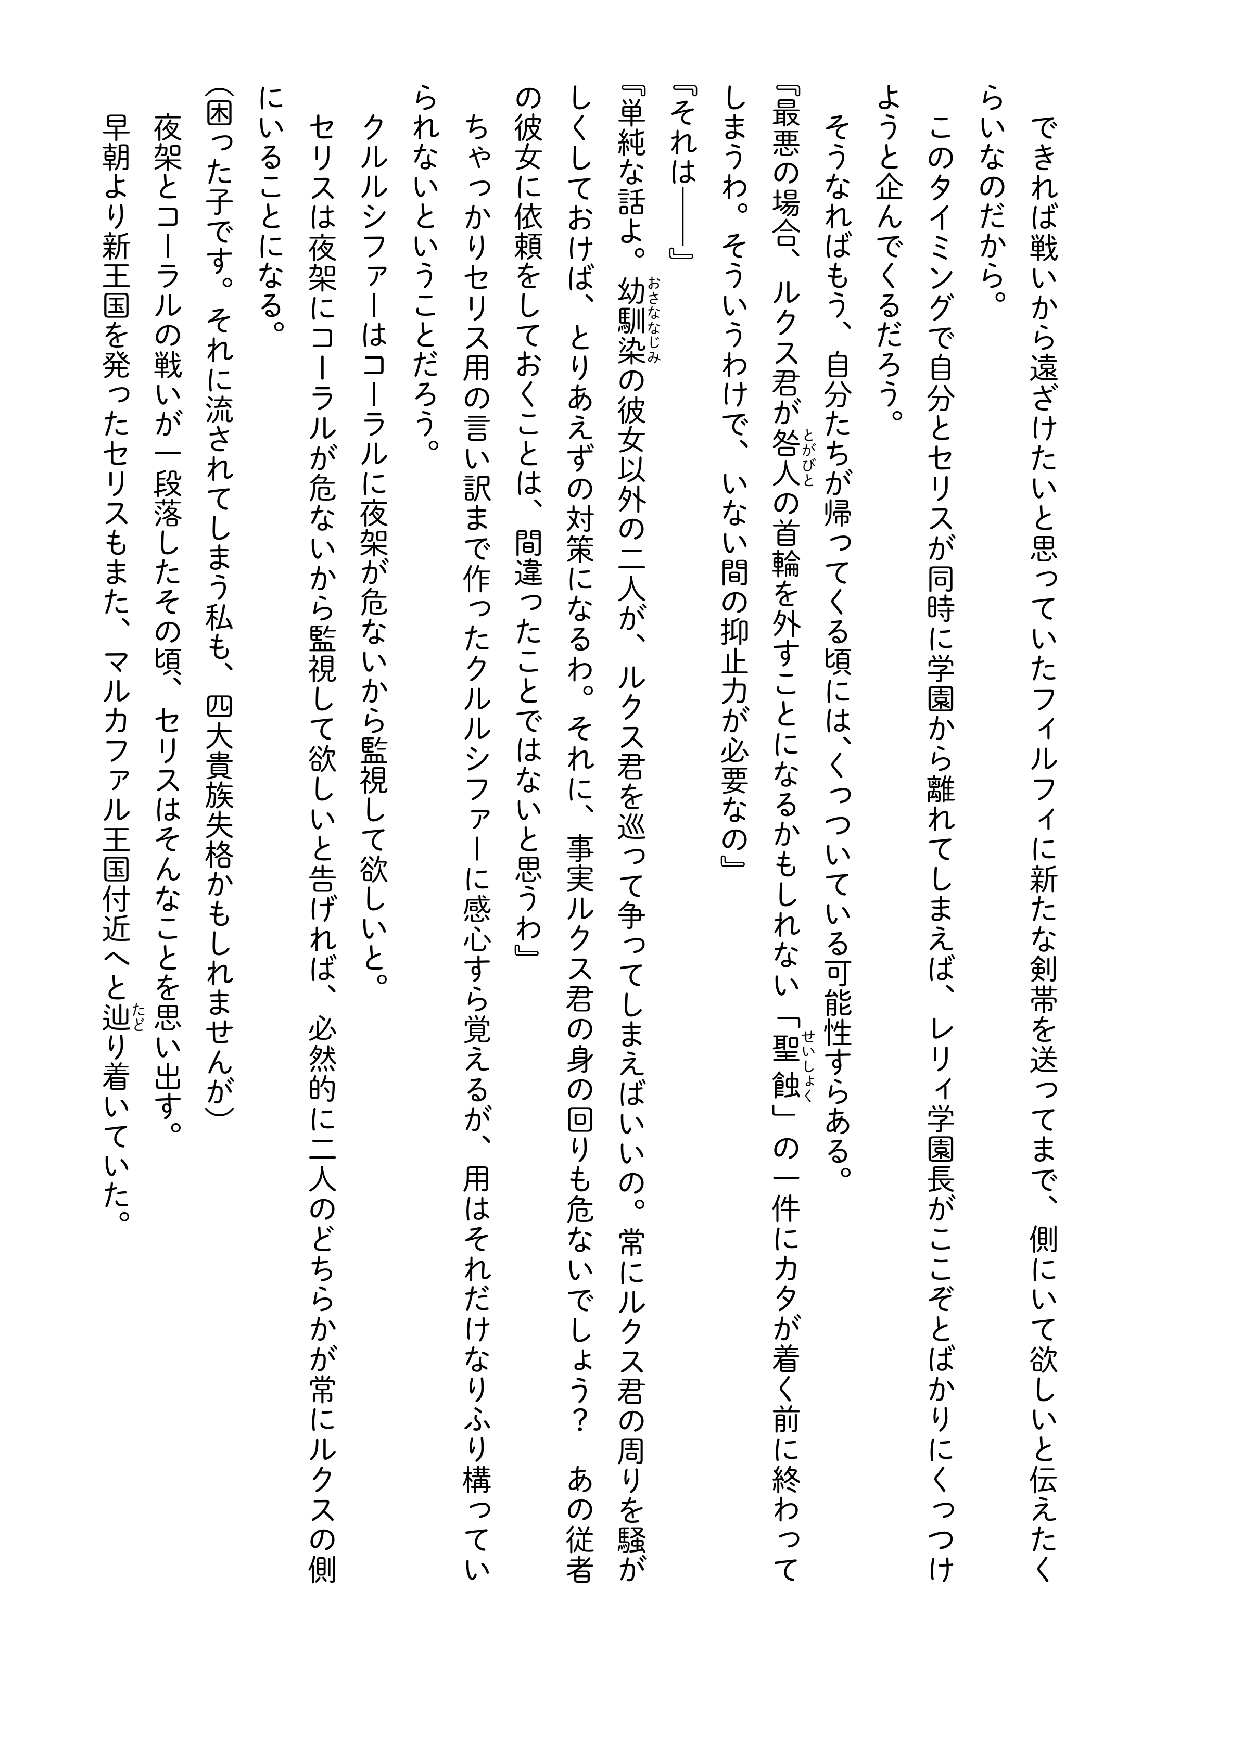 できれば戦いから遠ざけたいと思っていたフィルフィに新たな剣帯を送ってまで、側にいて欲しいと伝えたく
らいなのだから。
このタイミングで自分とセリスが同時に学園から離れてしまえば、レリィ学園長がここぞとばかりにくっつけ
ようと企んでくるだろう。
そうなればもう、自分たちが帰ってくる頃には、くっついている可能性すらある。
『最悪の場合、ルクス君が咎人の首輪を外すことになるかもしれない「聖蝕」の一件にカタが着く前に終わって
しまうわ。そういうわけで、いない間の抑止力が必要なの』
『それは――』
『単純な話よ。幼馴染の彼女以外の二人が、ルクス君を巡って争ってしまえばいいの。常にルクス君の周りを騒が
しくしておけば、とりあえずの対策になるわ。それに、事実ルクス君の身の回りも危ないでしょう？　あの従者
の彼女に依頼をしておくことは、間違ったことではないと思うわ』
ちゃっかりセリス用の言い訳まで作ったクルルシファーに感心すら覚えるが、用はそれだけなりふり構ってい
られないということだろう。
クルルシファーはコーラルに夜架が危ないから監視して欲しいと。
セリスは夜架にコーラルが危ないから監視して欲しいと告げれば、必然的に二人のどちらかが常にルクスの側
にいることになる。
（困った子です。それに流されてしまう私も、四大貴族失格かもしれませんが）
夜架とコーラルの戦いが一段落したその頃、セリスはそんなことを思い出す。
早朝より新王国を発ったセリスもまた、マルカファル王国付近へと辿り着いていた。